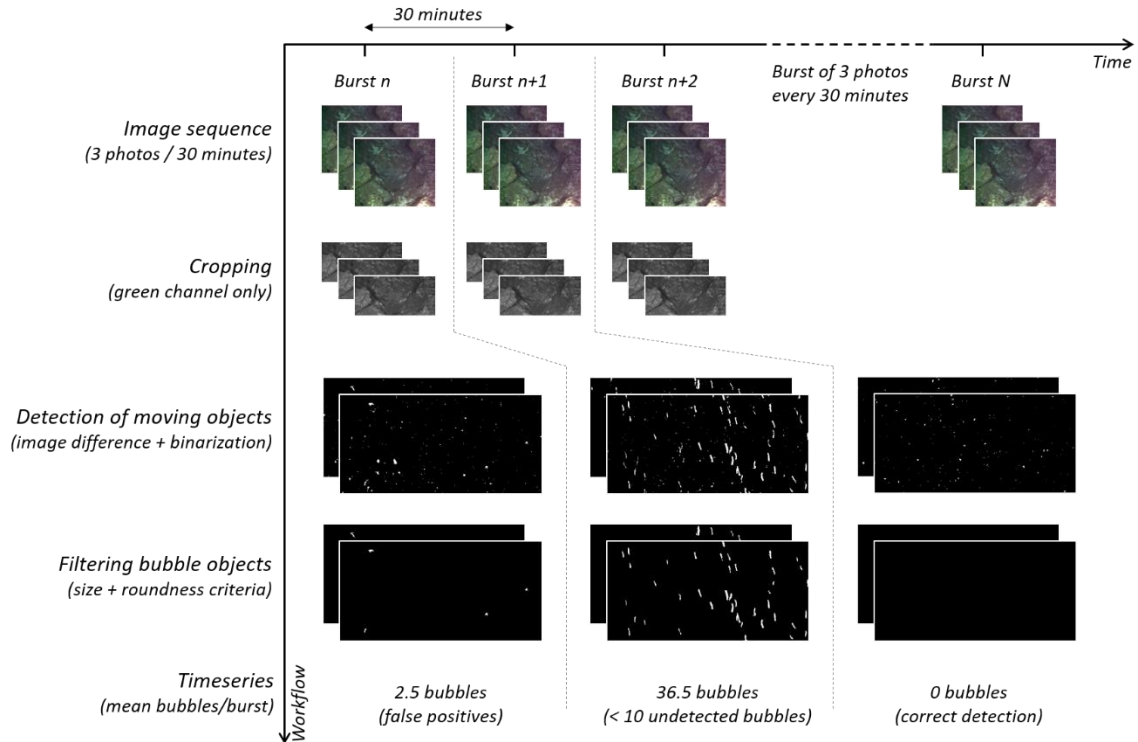 30 minutes
Time
Burst n
Burst n+1
Burst n+2
Burst of 3 photos
every 30 minutes
Burst N
Image sequence
(3 photos / 30 minutes)
Cropping
(green channel only)
Detection of moving objects
(image difference + binarization)
Filtering bubble objects
(size + roundness criteria)
Timeseries
(mean bubbles/burst)
Workflow
2.5 bubbles
(false positives)
36.5 bubbles
(< 10 undetected bubbles)
0 bubbles
(correct detection)